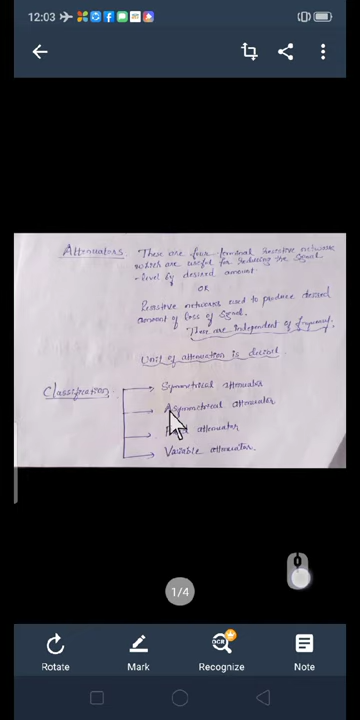 12:03
Attenuators
These are four terminal resistive network
which are useful for reducing the signal
-level by desired amount.
OR
Resistive networks used to produce desired
amount of loss of signal.
These are independent of frequency.
Unit of attenuation is decibel.
Classification
Symmetrical attenuator
Asymmetrical attenuator
attenuator
Variable attenuator.
1/4
OCR
Rotate
Mark
Recognize
Note